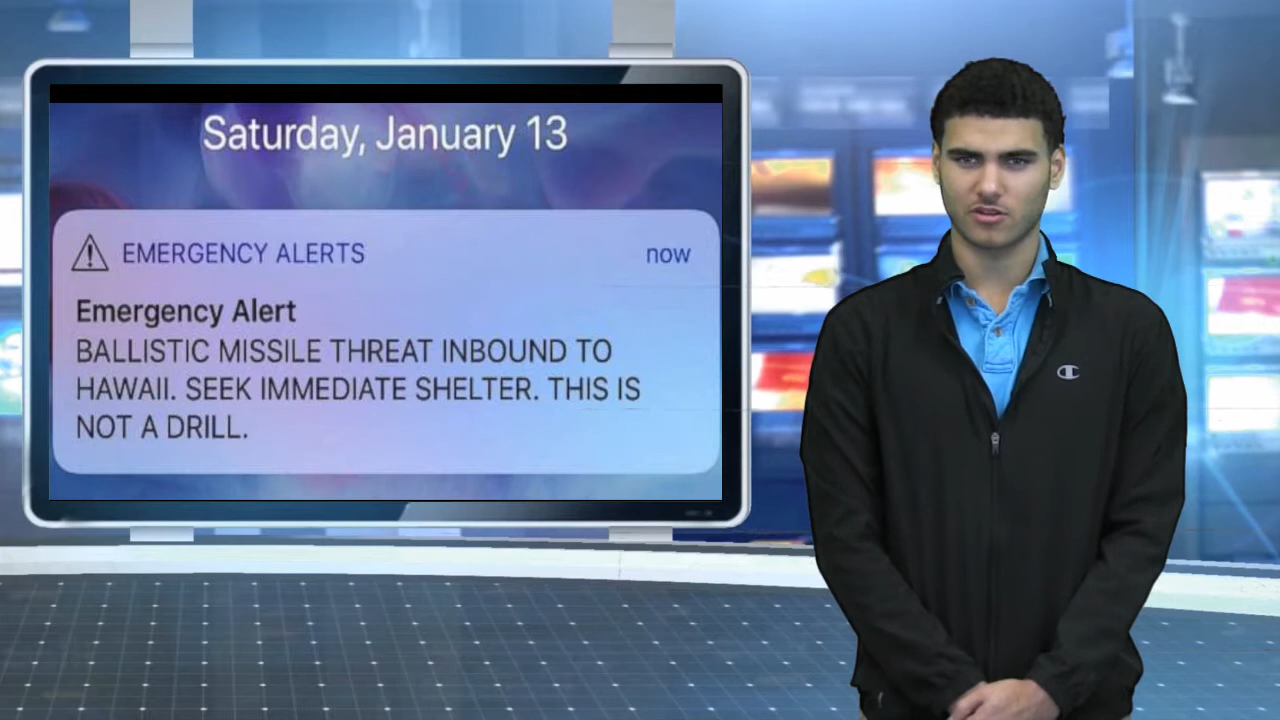 Saturday, January 13
EMERGENCY ALERTS now
Emergency Alert
BALLISTIC MISSILE THREAT INBOUND TO
HAWAII. SEEK IMMEDIATE SHELTER. THIS IS
NOT A DRILL.